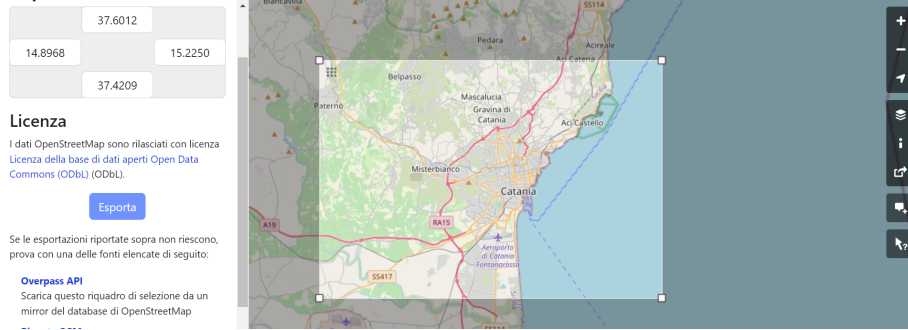 37.6012
14.8968
15.2250
37.4209
Licenza
I dati OpenStreetMap sono rilasciati con licenza
Licenza della base di dati aperti Open Data
Commons (ODbL) (ODbL).
Esporta
Se le esportazioni riportate sopra non riescono,
prova con una delle fonti elencate di seguito:
Overpass API
Scarica questo riquadro di selezione da un
mirror del database di OpenStreetMap
Biancavilla
SS114
Pedara
Acireale
Aci Catena
Belpasso
Paternò
Mascalucia
Gravina di
Catania
Aci Castello
Misterbianco
Catania
RA15
A19
Aeroporto
di Catania
Fontanarossa
SS417
SS114